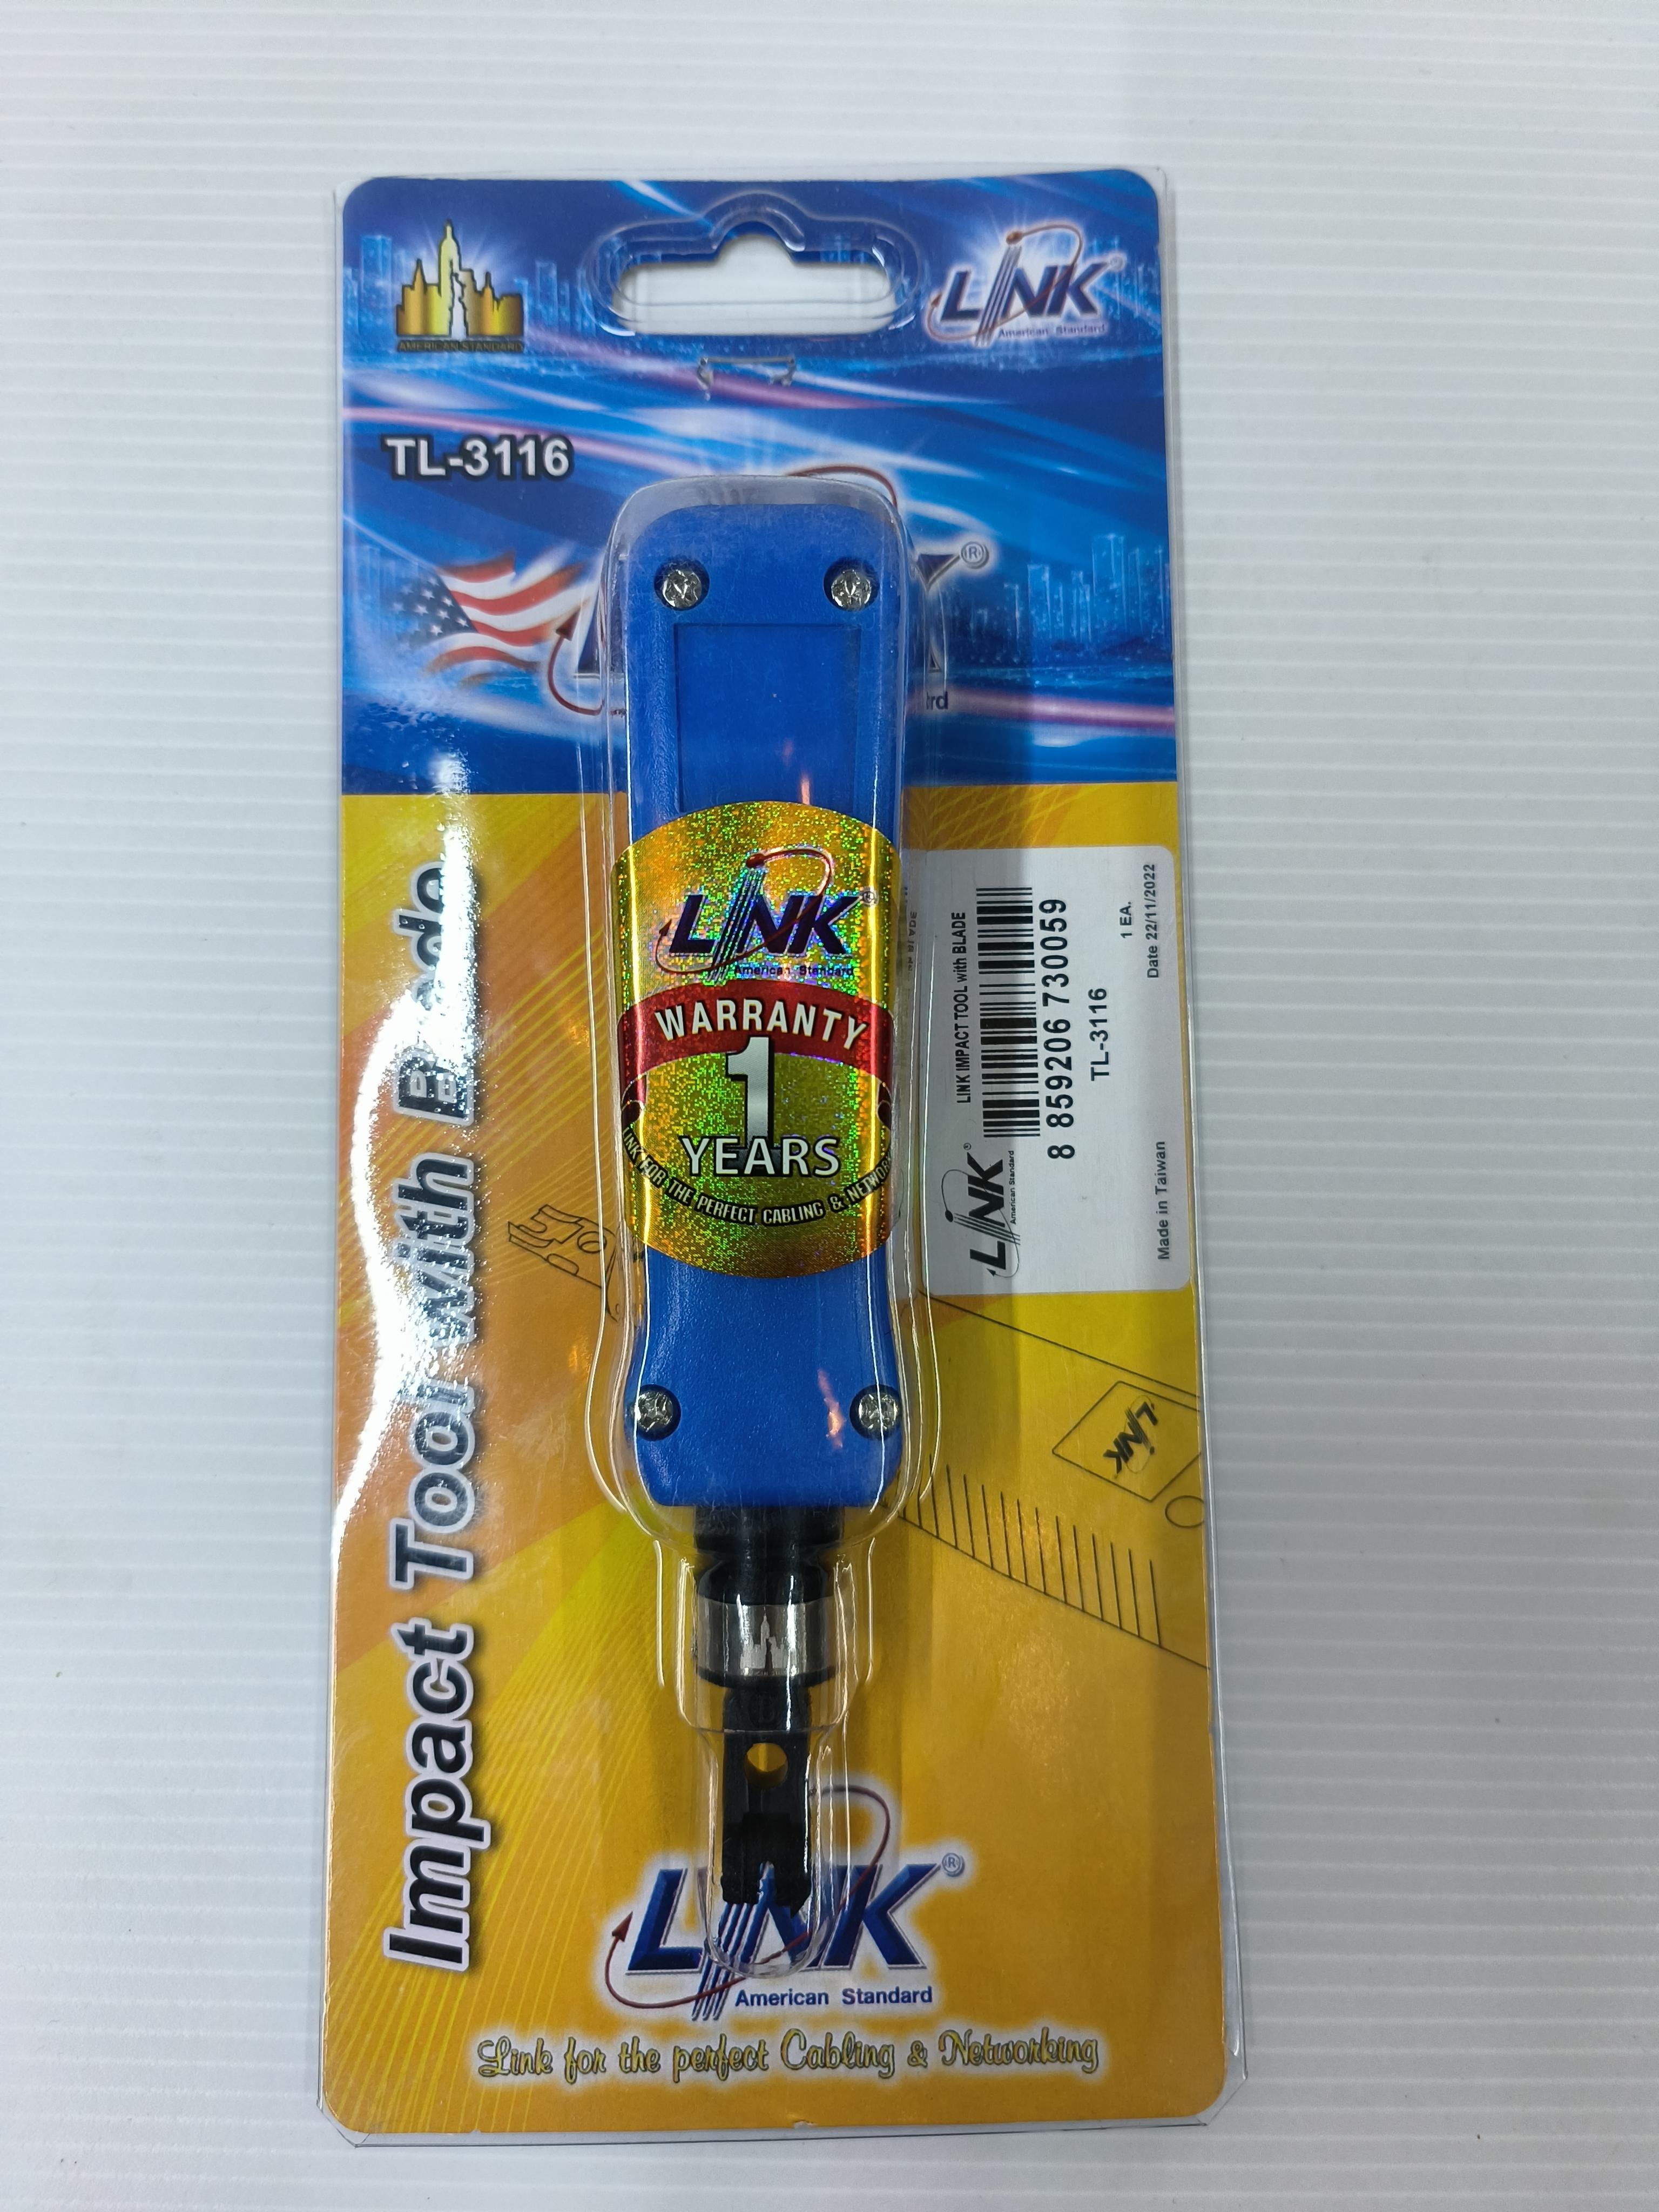 AMERICAN STANDARD
LINK®
American Standard
TL-3116
®
Impact Tool with Blade
LINK®
American Standard
WARRANTY
1
YEARS
LINK FOR THE PERFECT CABLING & NETWORK
LINK®
American Standard
LINK IMPACT TOOL with BLADE
8 859206 730059
TL-3116
1 EA.
Made in Taiwan
Date 22/11/2022
LINK
LINK®
American Standard
Link for the perfect Cabling & Networking